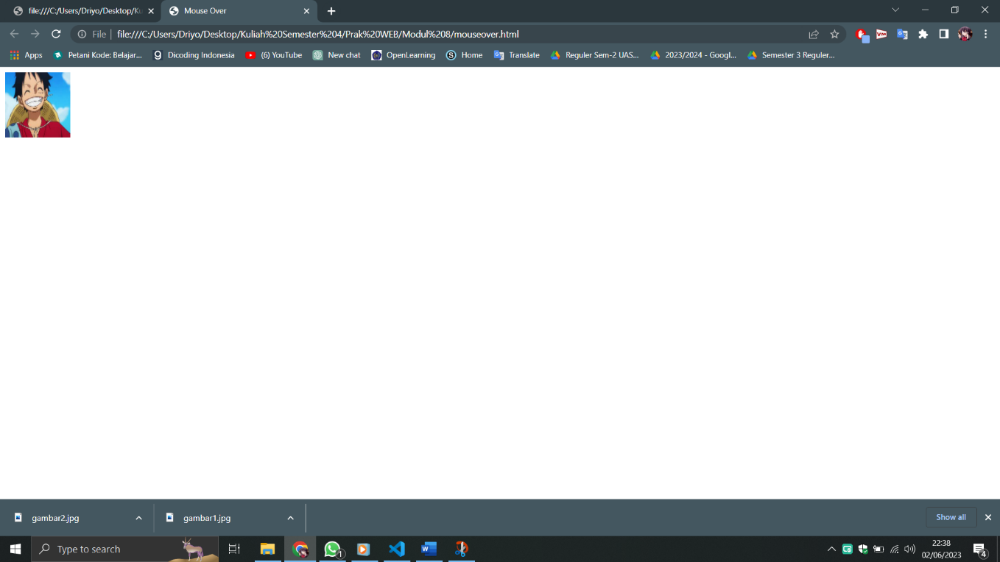 file:///C:/Users/Driyo/Desktop/Ku
Mouse Over
File
file:///C:/Users/Driyo/Desktop/Kuliah%20Semester%204/Prak%20WEB/Modul%208/mouseover.html
Apps
Petani Kode: Belajar...
Dicoding Indonesia
(6) YouTube
New chat
OpenLearning
Home
Translate
Reguler Sem-2 UAS...
2023/2024 - Googl...
Semester 3 Reguler...
gambar2.jpg
gambar1.jpg
Show all
Type to search
1
22:38
02/06/2023
4